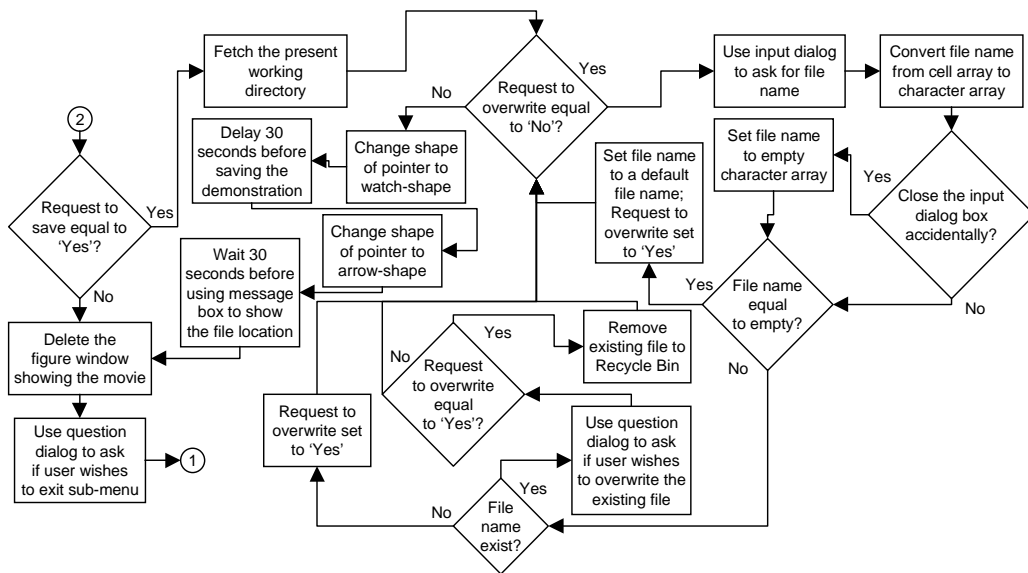 2
Request to
save equal to
‘Yes’?
Yes
No
Fetch the present
working
directory
Request to
overwrite equal
to ‘No’?
Yes
No
Use input dialog
to ask for file
name
Convert file name
from cell array to
character array
Close the input
dialog box
accidentally?
Yes
No
Set file name
to empty
character array
File name
equal
to empty?
Yes
No
Set file name
to a default
file name;
Request to
overwrite set
to ‘Yes’
Change shape
of pointer to
watch-shape
Delay 30
seconds before
saving the
demonstration
Change shape
of pointer to
arrow-shape
Wait 30
seconds before
using message
box to show
the file location
Delete the
figure window
showing the movie
Use question
dialog to ask
if user wishes
to exit sub-menu
1
File
name
exist?
Yes
No
Use question
dialog to ask
if user wishes
to overwrite the
existing file
Request
to overwrite
equal
to ‘Yes’?
Yes
No
Remove
existing file to
Recycle Bin
Request to
overwrite set
to ‘Yes’